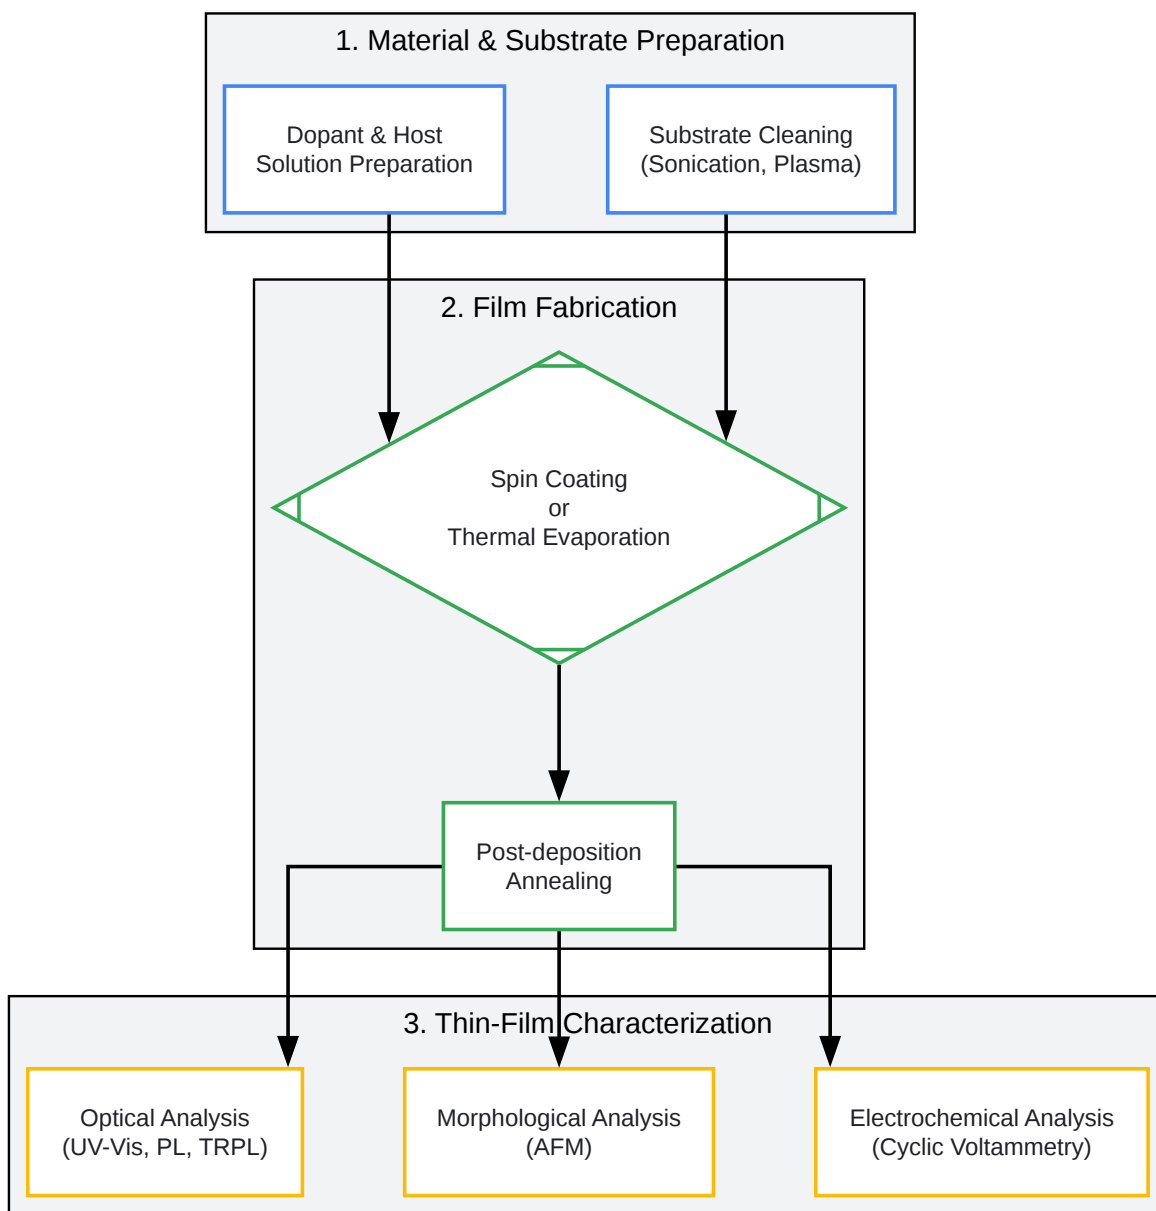 1. Material & Substrate Preparation
Dopant & Host
Solution Preparation
Substrate Cleaning
(Sonication, Plasma)
2. Film Fabrication
Spin Coating
or
Thermal Evaporation
Post-deposition
Annealing
3. Thin-Film Characterization
Optical Analysis
(UV-Vis, PL, TRPL)
Morphological Analysis
(AFM)
Electrochemical Analysis
(Cyclic Voltammetry)